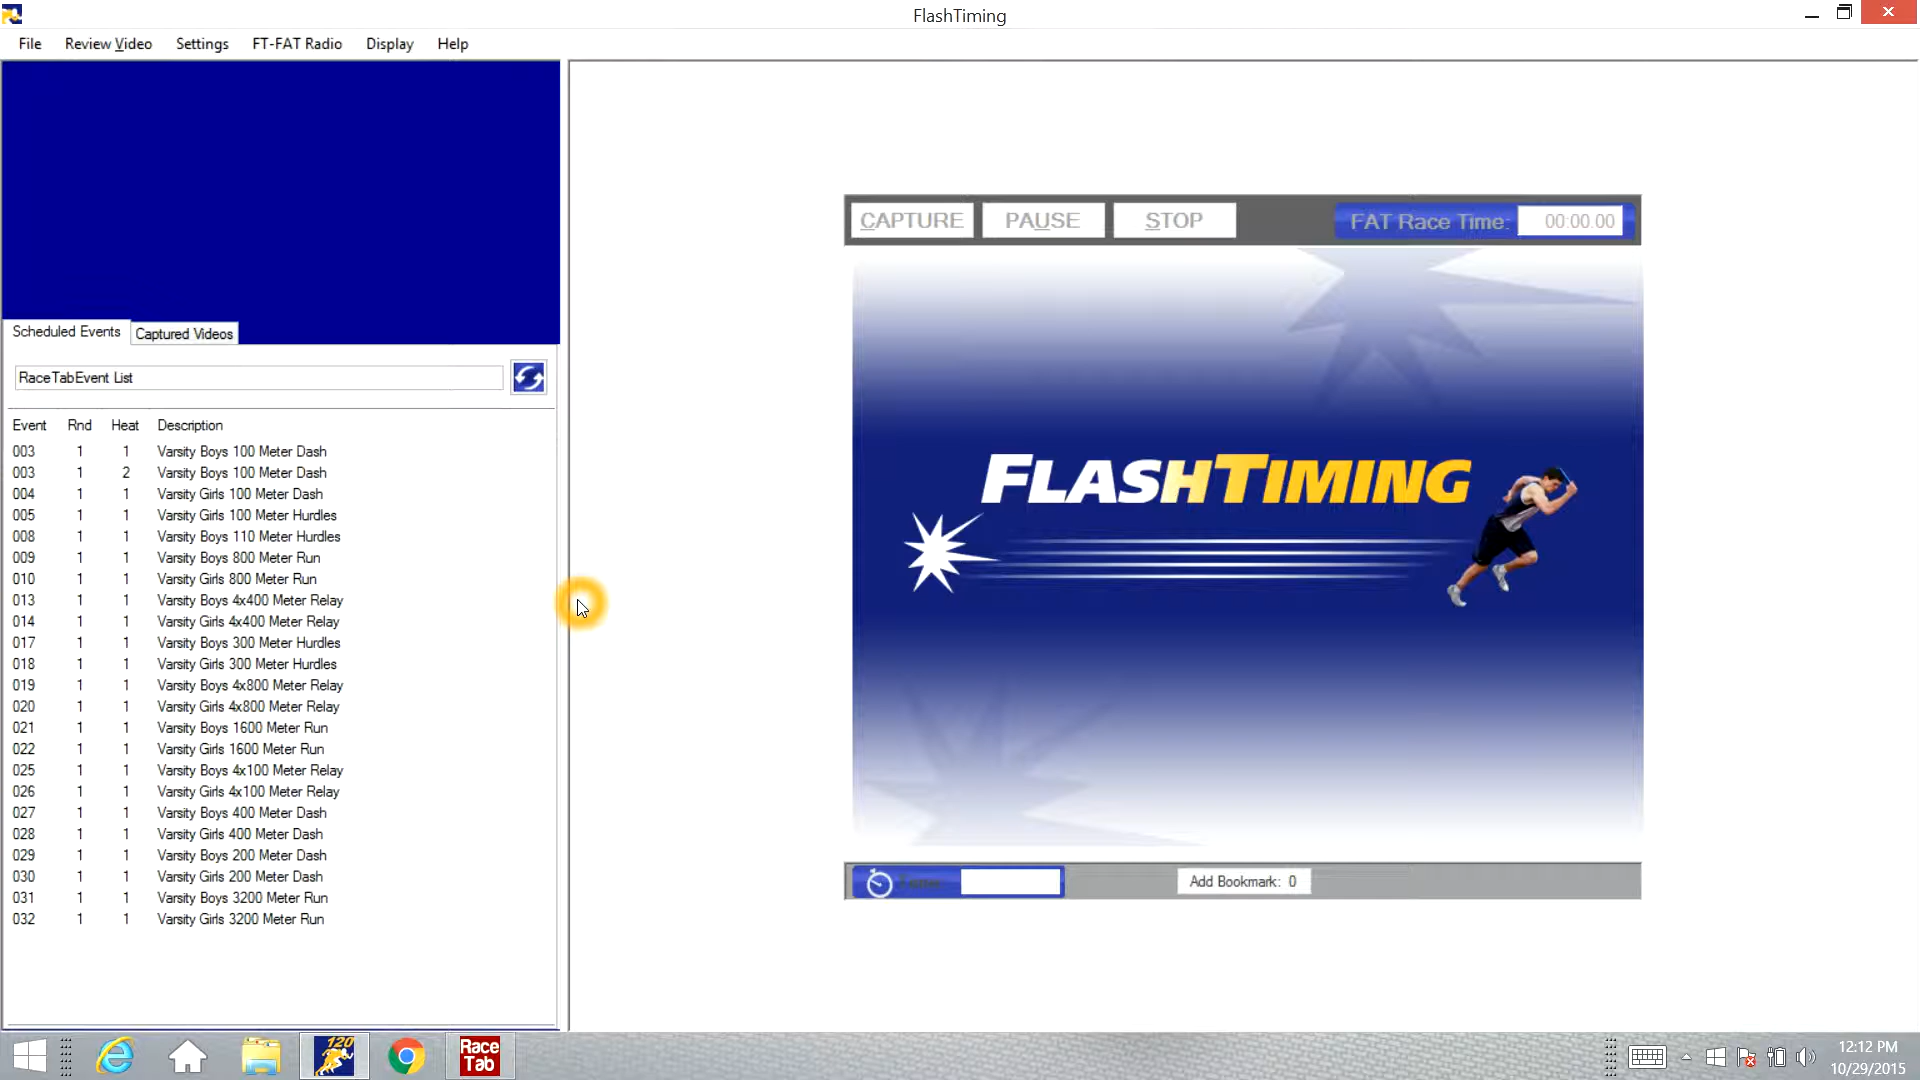 FlashTiming
File Review Video Settings FT-FAT Radio Display Help
CAPTURE PAUSE STOP FAT Race Time: 00:00.00
Scheduled Events Captured Videos
RaceTabEvent List
Event Rnd Heat Description
003 1 1 Varsity Boys 100 Meter Dash
003 1 2 Varsity Boys 100 Meter Dash
004 1 1 Varsity Girls 100 Meter Dash
005 1 1 Varsity Girls 100 Meter Hurdles
008 1 1 Varsity Boys 110 Meter Hurdles
009 1 1 Varsity Boys 800 Meter Run
010 1 1 Varsity Girls 800 Meter Run
013 1 1 Varsity Boys 4x400 Meter Relay
014 1 1 Varsity Girls 4x400 Meter Relay
017 1 1 Varsity Boys 300 Meter Hurdles
018 1 1 Varsity Girls 300 Meter Hurdles
019 1 1 Varsity Boys 4x800 Meter Relay
020 1 1 Varsity Girls 4x800 Meter Relay
021 1 1 Varsity Boys 1600 Meter Run
022 1 1 Varsity Girls 1600 Meter Run
025 1 1 Varsity Boys 4x100 Meter Relay
026 1 1 Varsity Girls 4x100 Meter Relay
027 1 1 Varsity Boys 400 Meter Dash
028 1 1 Varsity Girls 400 Meter Dash
029 1 1 Varsity Boys 200 Meter Dash
030 1 1 Varsity Girls 200 Meter Dash
031 1 1 Varsity Boys 3200 Meter Run
032 1 1 Varsity Girls 3200 Meter Run
FLASHTIMING
Add Bookmark: 0
120
Race
Tab
12:12 PM
10/29/2015